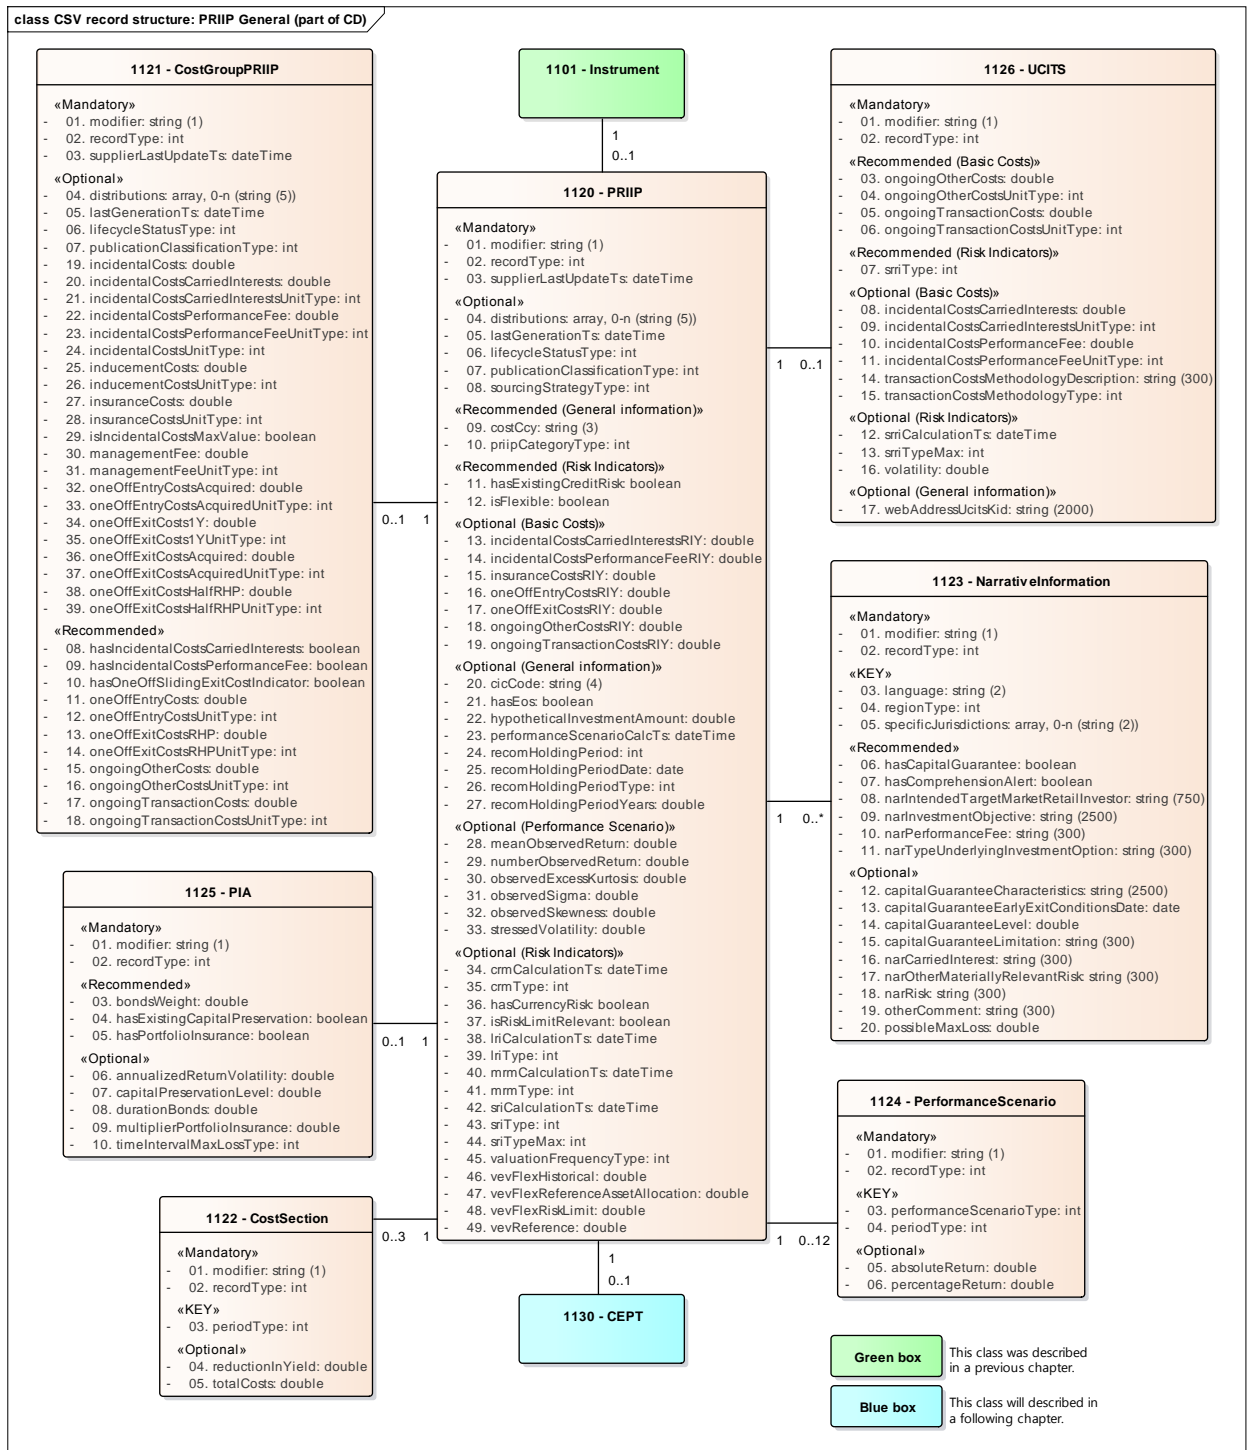 class CSV record structure: PRIIP General (part of CD)
1121 - CostGroupPRIIP
«Mandatory»
- 01. modifier: string (1)
- 02. recordType: int
- 03. supplierLastUpdateTs: dateTime
«Optional»
- 04. distributions: array, 0-n (string (5))
- 05. lastGenerationTs: dateTime
- 06. lifecycleStatusType: int
- 07. publicationClassificationType: int
- 19. incidentalCosts: double
- 20. incidentalCostsCarriedInterests: double
- 21. incidentalCostsCarriedInterestsUnitType: int
- 22. incidentalCostsPerformanceFee: double
- 23. incidentalCostsPerformanceFeeUnitType: int
- 24. incidentalCostsUnitType: int
- 25. inducementCosts: double
- 26. inducementCostsUnitType: int
- 27. insuranceCosts: double
- 28. insuranceCostsUnitType: int
- 29. isIncidentalCostsMaxValue: boolean
- 30. managementFee: double
- 31. managementFeeUnitType: int
- 32. oneOffEntryCostsAcquired: double
- 33. oneOffEntryCostsAcquiredUnitType: int
- 34. oneOffExitCosts1Y: double
- 35. oneOffExitCosts1YUnitType: int
- 36. oneOffExitCostsAcquired: double
- 37. oneOffExitCostsAcquiredUnitType: int
- 38. oneOffExitCostsHalfRHP: double
- 39. oneOffExitCostsHalfRHPUnitType: int
«Recommended»
- 08. hasIncidentalCostsCarriedInterests: boolean
- 09. hasIncidentalCostsPerformanceFee: boolean
- 10. hasOneOffSlidingExitCostIndicator: boolean
- 11. oneOffEntryCosts: double
- 12. oneOffEntryCostsUnitType: int
- 13. oneOffExitCostsRHP: double
- 14. oneOffExitCostsRHPUnitType: int
- 15. ongoingOtherCosts: double
- 16. ongoingOtherCostsUnitType: int
- 17. ongoingTransactionCosts: double
- 18. ongoingTransactionCostsUnitType: int
0..1 1
1125 - PIA
«Mandatory»
- 01. modifier: string (1)
- 02. recordType: int
«Recommended»
- 03. bondsWeight: double
- 04. hasExistingCapitalPreservation: boolean
- 05. hasPortfolioInsurance: boolean
«Optional»
- 06. annualizedReturnVolatility: double
- 07. capitalPreservationLevel: double
- 08. durationBonds: double
- 09. multiplierPortfolioInsurance: double
- 10. timeIntervalMaxLossType: int
0..1 1
1122 - CostSection
«Mandatory»
- 01. modifier: string (1)
- 02. recordType: int
«KEY»
- 03. periodType: int
«Optional»
- 04. reductionInYield: double
- 05. totalCosts: double
0..3 1
1101 - Instrument
1
0..1
1120 - PRIIP
«Mandatory»
- 01. modifier: string (1)
- 02. recordType: int
- 03. supplierLastUpdateTs: dateTime
«Optional»
- 04. distributions: array, 0-n (string (5))
- 05. lastGenerationTs: dateTime
- 06. lifecycleStatusType: int
- 07. publicationClassificationType: int
- 08. sourcingStrategyType: int
«Recommended (General information)»
- 09. costCcy: string (3)
- 10. priipCategoryType: int
«Recommended (Risk Indicators)»
- 11. hasExistingCreditRisk: boolean
- 12. isFlexible: boolean
«Optional (Basic Costs)»
- 13. incidentalCostsCarriedInterestsRIY: double
- 14. incidentalCostsPerformanceFeeRIY: double
- 15. insuranceCostsRIY: double
- 16. oneOffEntryCostsRIY: double
- 17. oneOffExitCostsRIY: double
- 18. ongoingOtherCostsRIY: double
- 19. ongoingTransactionCostsRIY: double
«Optional (General information)»
- 20. cicCode: string (4)
- 21. hasEos: boolean
- 22. hypotheticalInvestmentAmount: double
- 23. performanceScenarioCalcTs: dateTime
- 24. recomHoldingPeriod: int
- 25. recomHoldingPeriodDate: date
- 26. recomHoldingPeriodType: int
- 27. recomHoldingPeriodYears: double
«Optional (Performance Scenario)»
- 28. meanObservedReturn: double
- 29. numberObservedReturn: double
- 30. observedExcessKurtosis: double
- 31. observedSigma: double
- 32. observedSkewness: double
- 33. stressedVolatility: double
«Optional (Risk Indicators)»
- 34. crmCalculationTs: dateTime
- 35. crmType: int
- 36. hasCurrencyRisk: boolean
- 37. isRiskLimitRelevant: boolean
- 38. lriCalculationTs: dateTime
- 39. lriType: int
- 40. mrmCalculationTs: dateTime
- 41. mrmType: int
- 42. sriCalculationTs: dateTime
- 43. sriType: int
- 44. sriTypeMax: int
- 45. valuationFrequencyType: int
- 46. vevFlexHistorical: double
- 47. vevFlexReferenceAssetAllocation: double
- 48. vevFlexRiskLimit: double
- 49. vevReference: double
1
0..1
1130 - CEPT
1126 - UCITS
«Mandatory»
- 01. modifier: string (1)
- 02. recordType: int
«Recommended (Basic Costs)»
- 03. ongoingOtherCosts: double
- 04. ongoingOtherCostsUnitType: int
- 05. ongoingTransactionCosts: double
- 06. ongoingTransactionCostsUnitType: int
«Recommended (Risk Indicators)»
- 07. srriType: int
«Optional (Basic Costs)»
- 08. incidentalCostsCarriedInterests: double
- 09. incidentalCostsCarriedInterestsUnitType: int
- 10. incidentalCostsPerformanceFee: double
- 11. incidentalCostsPerformanceFeeUnitType: int
- 14. transactionCostsMethodologyDescription: string (300)
- 15. transactionCostsMethodologyType: int
«Optional (Risk Indicators)»
- 12. srriCalculationTs: dateTime
- 13. srriTypeMax: int
- 16. volatility: double
«Optional (General information)»
- 17. webAddressUcitsKid: string (2000)
1 0..1
1123 - NarrativeInformation
«Mandatory»
- 01. modifier: string (1)
- 02. recordType: int
«KEY»
- 03. language: string (2)
- 04. regionType: int
- 05. specificJurisdictions: array, 0-n (string (2))
«Recommended»
- 06. hasCapitalGuarantee: boolean
- 07. hasComprehensionAlert: boolean
- 08. narIntendedTargetMarketRetailInvestor: string (750)
- 09. narInvestmentObjective: string (2500)
- 10. narPerformanceFee: string (300)
- 11. narTypeUnderlyingInvestmentOption: string (300)
«Optional»
- 12. capitalGuaranteeCharacteristics: string (2500)
- 13. capitalGuaranteeEarlyExitConditionsDate: date
- 14. capitalGuaranteeLevel: double
- 15. capitalGuaranteeLimitation: string (300)
- 16. narCarriedInterest: string (300)
- 17. narOtherMateriallyRelevantRisk: string (300)
- 18. narRisk: string (300)
- 19. otherComment: string (300)
- 20. possibleMaxLoss: double
1 0..*
1124 - PerformanceScenario
«Mandatory»
- 01. modifier: string (1)
- 02. recordType: int
«KEY»
- 03. performanceScenarioType: int
- 04. periodType: int
«Optional»
- 05. absoluteReturn: double
- 06. percentageReturn: double
1 0..12
Green box
This class was described
in a previous chapter.
Blue box
This class will described in
a following chapter.